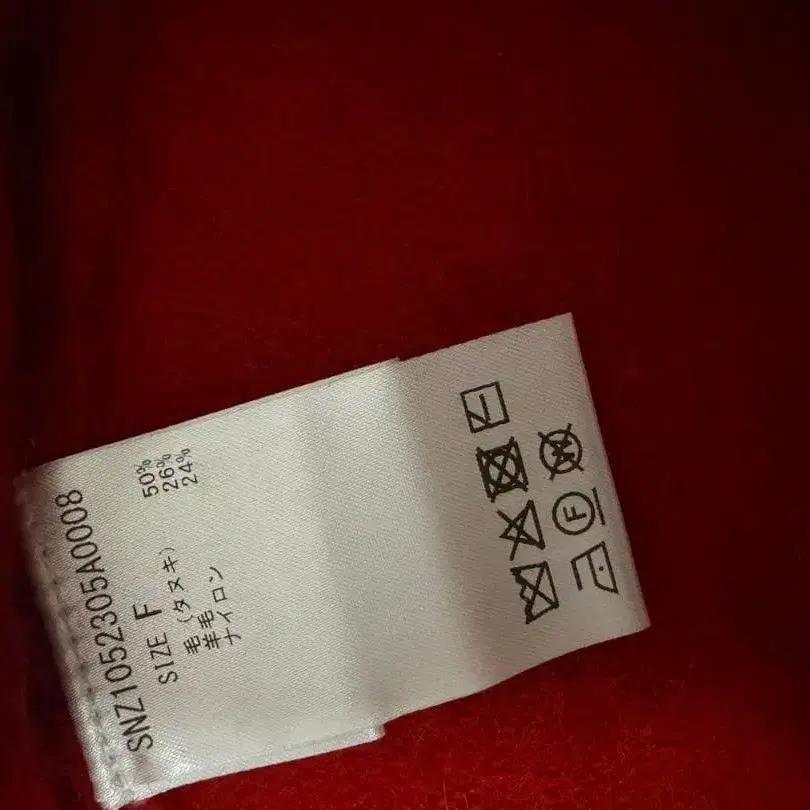 SNZ1052305A0008
SIZE F
毛 (タヌキ) 50%
羊毛 26%
ナイロン 24%
F
W